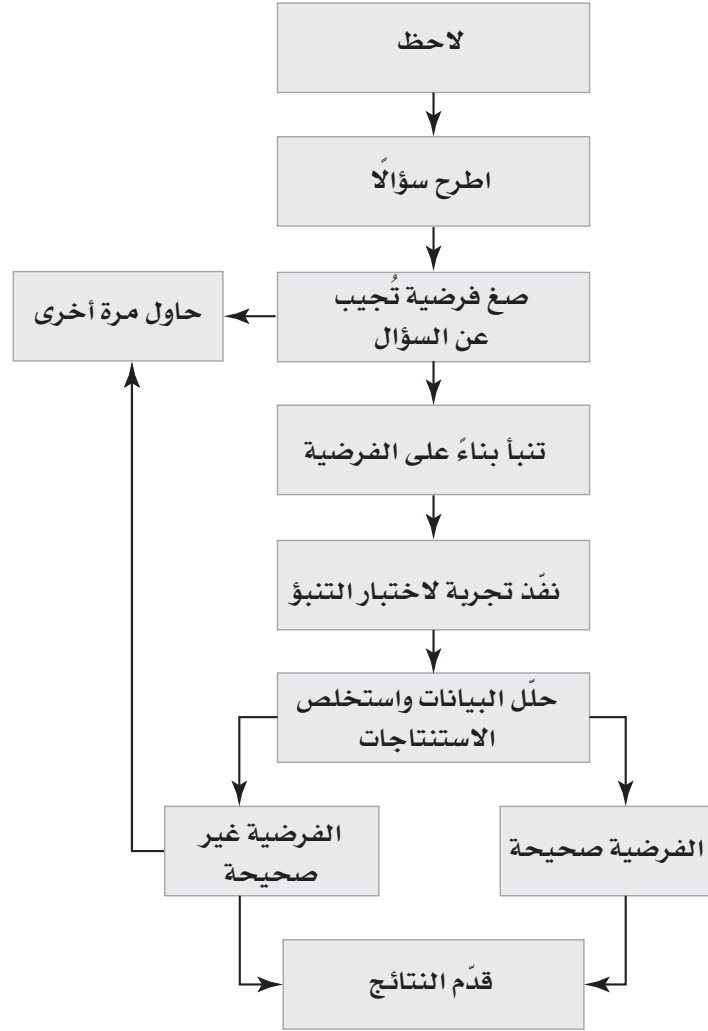 لاحظ
اطرح سؤالًا
صغ فرضية تُجيب
عن السؤال
حاول مرة أخرى
تنبأ بناءً على الفرضية
نفّذ تجربة لاختبار التنبؤ
حلّل البيانات واستخلص
الاستنتاجات
الفرضية صحيحة
الفرضية غير
صحيحة
قدّم النتائج